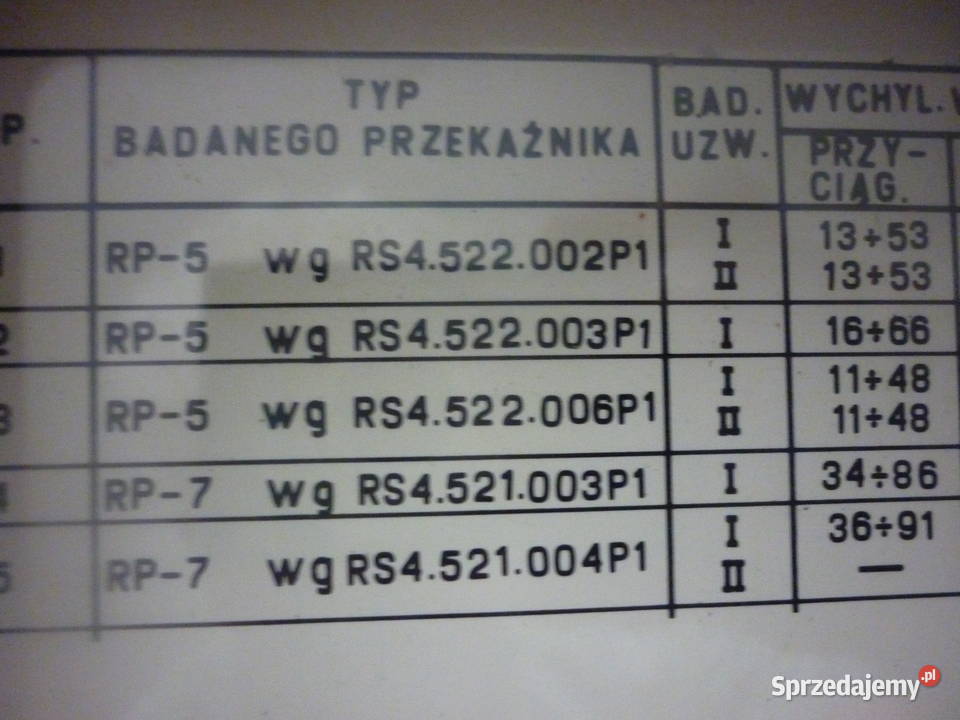 P. TYP BAD. WYCHYL.
BADANEGO PRZEKAŹNIKA UZW. PRZY-
CIĄG.
1 RP-5 wg RS4.522.002P1 I 13÷53
II 13÷53
2 RP-5 wg RS4.522.003P1 I 16÷66
3 RP-5 wg RS4.522.006P1 I 11÷48
II 11÷48
4 RP-7 wg RS4.521.003P1 I 34÷86
5 RP-7 wg RS4.521.004P1 I 36÷91
II —
Sprzedajemy.pl